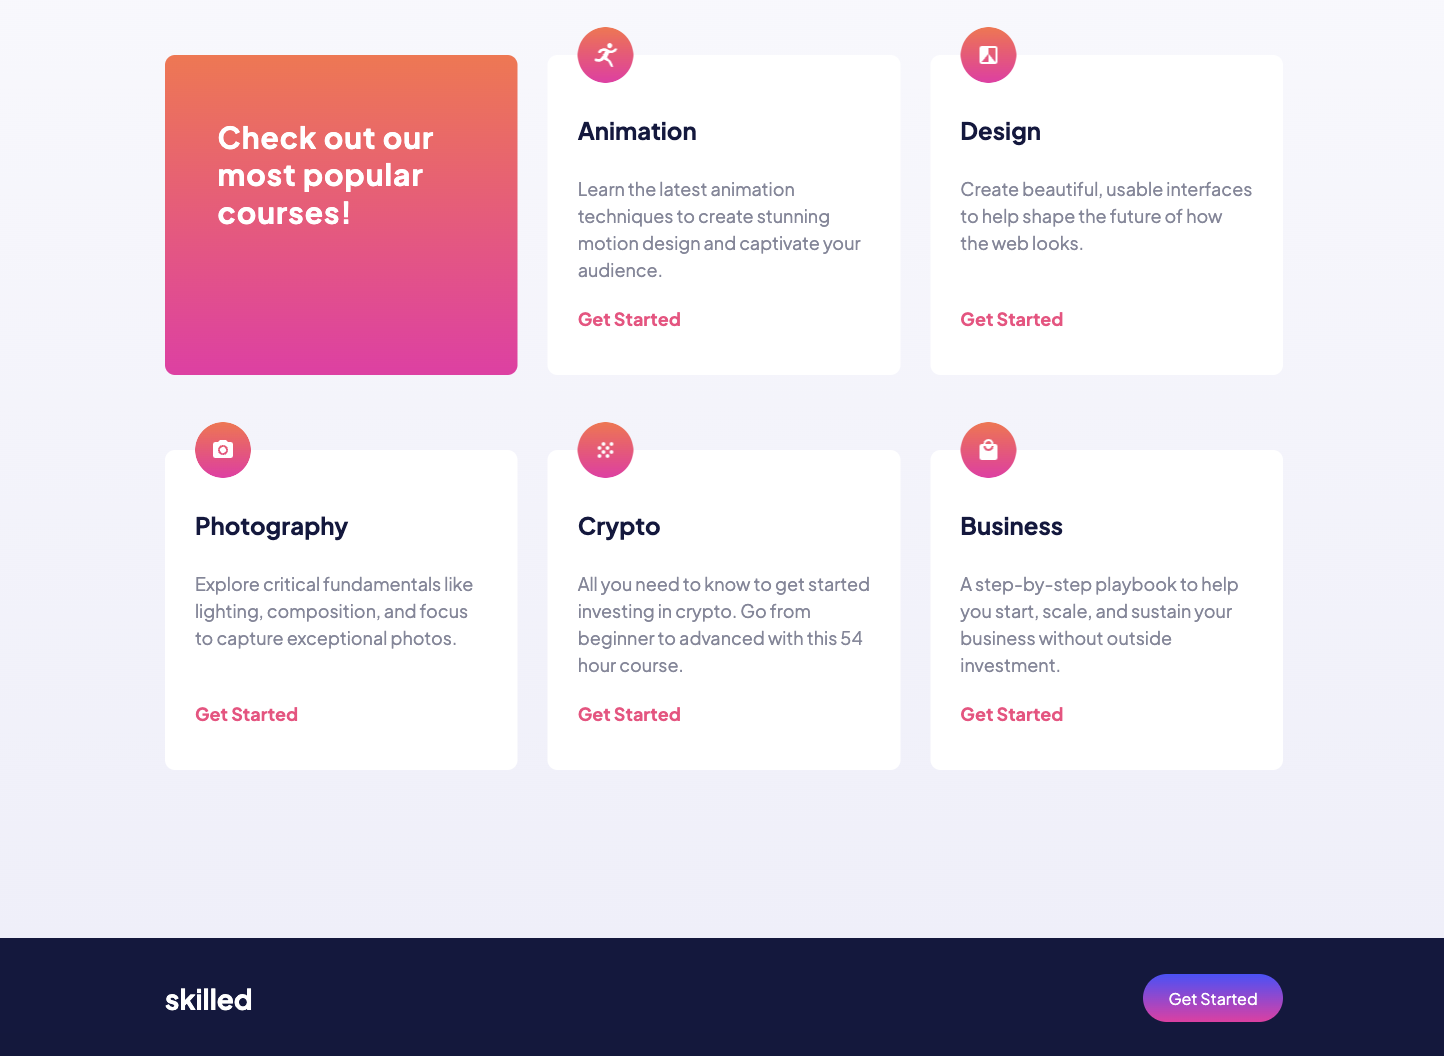 Check out our
most popular
courses!
Animation
Learn the latest animation
techniques to create stunning
motion design and captivate your
audience.
Get Started
Design
Create beautiful, usable interfaces
to help shape the future of how
the web looks.
Get Started
Photography
Explore critical fundamentals like
lighting, composition, and focus
to capture exceptional photos.
Get Started
Crypto
All you need to know to get started
investing in crypto. Go from
beginner to advanced with this 54
hour course.
Get Started
Business
A step-by-step playbook to help
you start, scale, and sustain your
business without outside
investment.
Get Started
skilled
Get Started